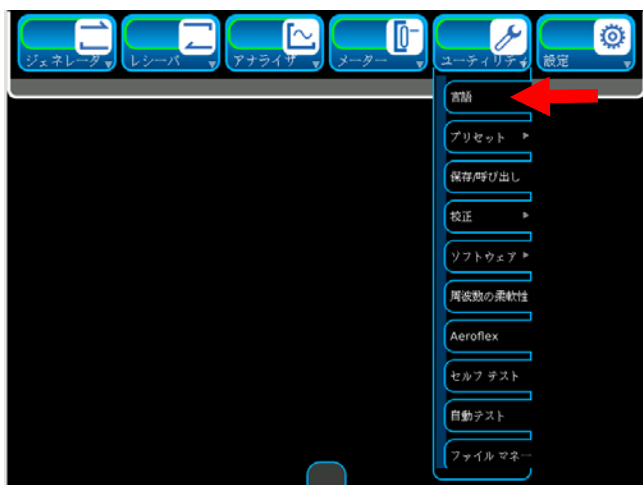 ジェネレータ
レシーバ
アナライザ
メーター
ユーティリティ
設定
言語
プリセット
保存/呼び出し
校正
ソフトウェア
周波数の柔軟性
Aeroflex
セルフ テスト
自動テスト
ファイル マネー